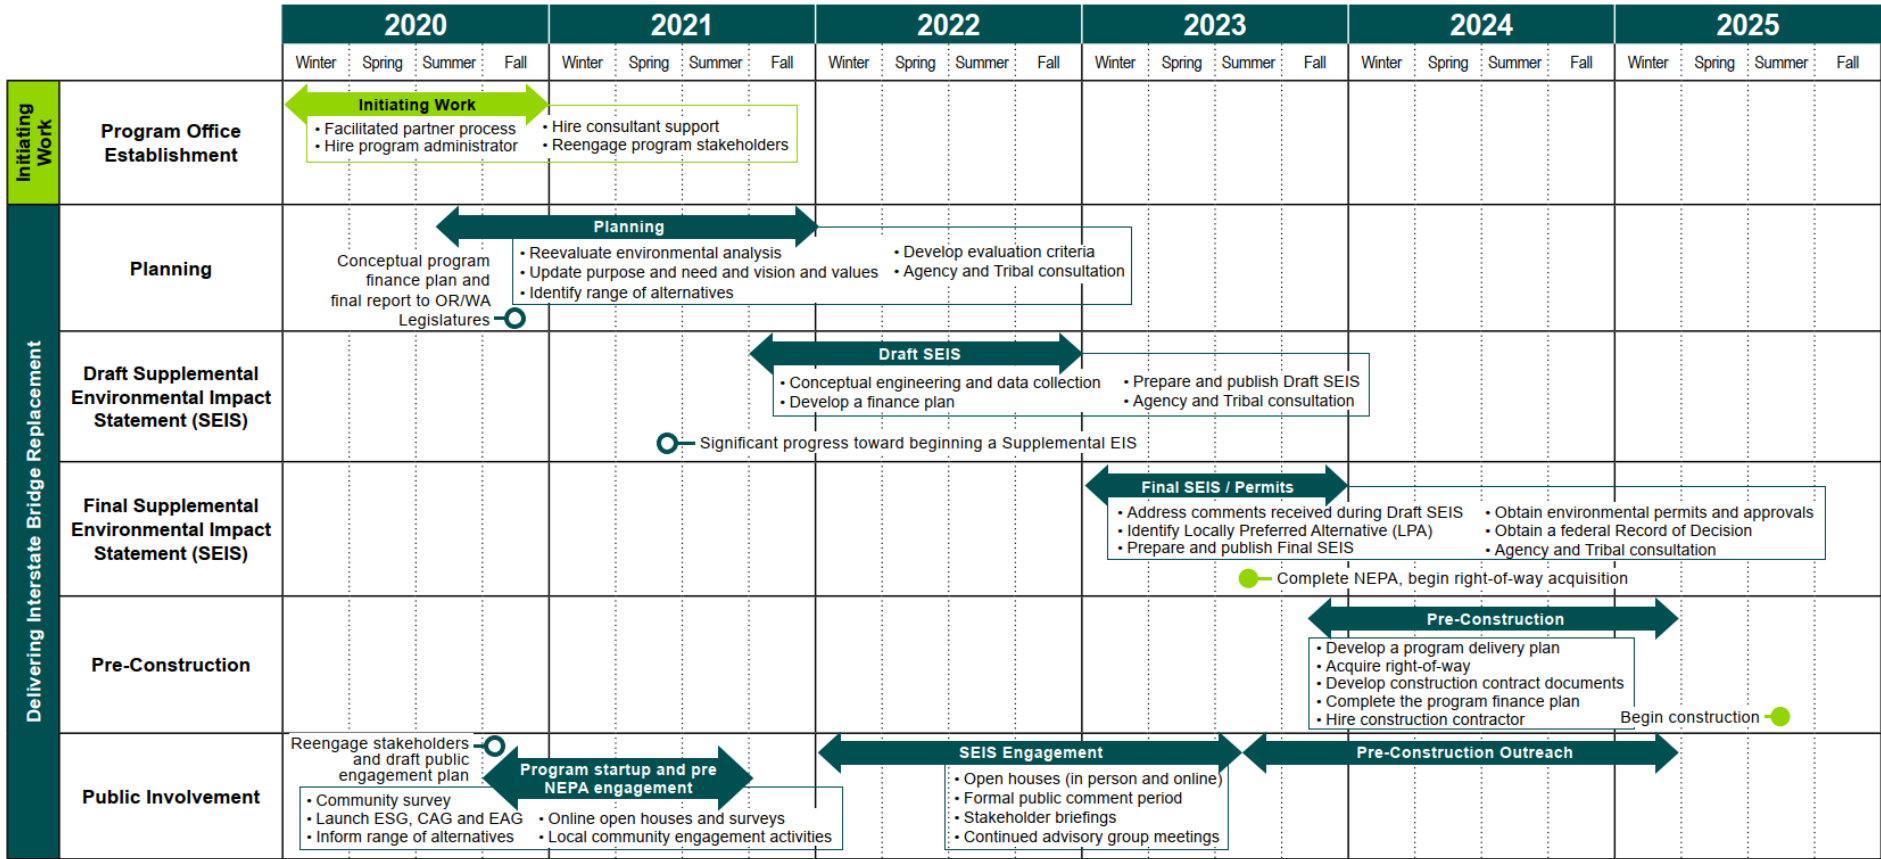 2020 2021 2022 2023 2024 2025
Winter Spring Summer Fall Winter Spring Summer Fall Winter Spring Summer Fall Winter Spring Summer Fall Winter Spring Summer Fall Winter Spring Summer Fall
Initiating
Work
Program Office
Establishment
Initiating Work
• Facilitated partner process
• Hire program administrator
• Hire consultant support
• Reengage program stakeholders
Delivering Interstate Bridge Replacement
Planning
Planning
• Reevaluate environmental analysis
• Update purpose and need and vision and values
• Identify range of alternatives
• Develop evaluation criteria
• Agency and Tribal consultation
Conceptual program
finance plan and
final report to OR/WA
Legislatures
Draft Supplemental
Environmental Impact
Statement (SEIS)
Draft SEIS
• Conceptual engineering and data collection
• Develop a finance plan
• Prepare and publish Draft SEIS
• Agency and Tribal consultation
Significant progress toward beginning a Supplemental EIS
Final Supplemental
Environmental Impact
Statement (SEIS)
Final SEIS / Permits
• Address comments received during Draft SEIS
• Identify Locally Preferred Alternative (LPA)
• Prepare and publish Final SEIS
• Obtain environmental permits and approvals
• Obtain a federal Record of Decision
• Agency and Tribal consultation
Complete NEPA, begin right-of-way acquisition
Pre-Construction
Pre-Construction
• Develop a program delivery plan
• Acquire right-of-way
• Develop construction contract documents
• Complete the program finance plan
• Hire construction contractor
Begin construction
Public Involvement
Reengage stakeholders
and draft public
engagement plan
Program startup and pre
NEPA engagement
• Community survey
• Launch ESG, CAG and EAG
• Inform range of alternatives
• Online open houses and surveys
• Local community engagement activities
SEIS Engagement
• Open houses (in person and online)
• Formal public comment period
• Stakeholder briefings
• Continued advisory group meetings
Pre-Construction Outreach